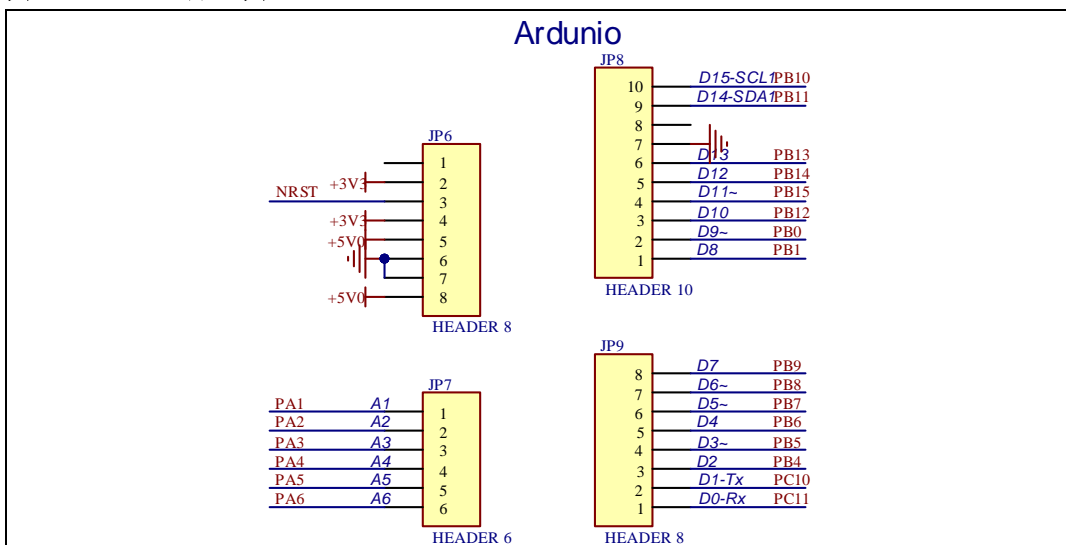 Ardunio
JP8
10 D15-SCL1 PB10
9 D14-SDA1 PB11
8
7
6 D13 PB13
5 D12 PB14
4 D11~ PB15
3 D10 PB12
2 D9~ PB0
1 D8 PB1
HEADER 10
JP6
1
+3V3 2
NRST 3
+3V3 4
+5V0 5
6
7
+5V0 8
HEADER 8
JP7
PA1 A1 1
PA2 A2 2
PA3 A3 3
PA4 A4 4
PA5 A5 5
PA6 A6 6
HEADER 6
JP9
8 D7 PB9
7 D6~ PB8
6 D5~ PB7
5 D4 PB6
4 D3~ PB5
3 D2 PB4
2 D1-Tx PC10
1 D0-Rx PC11
HEADER 8